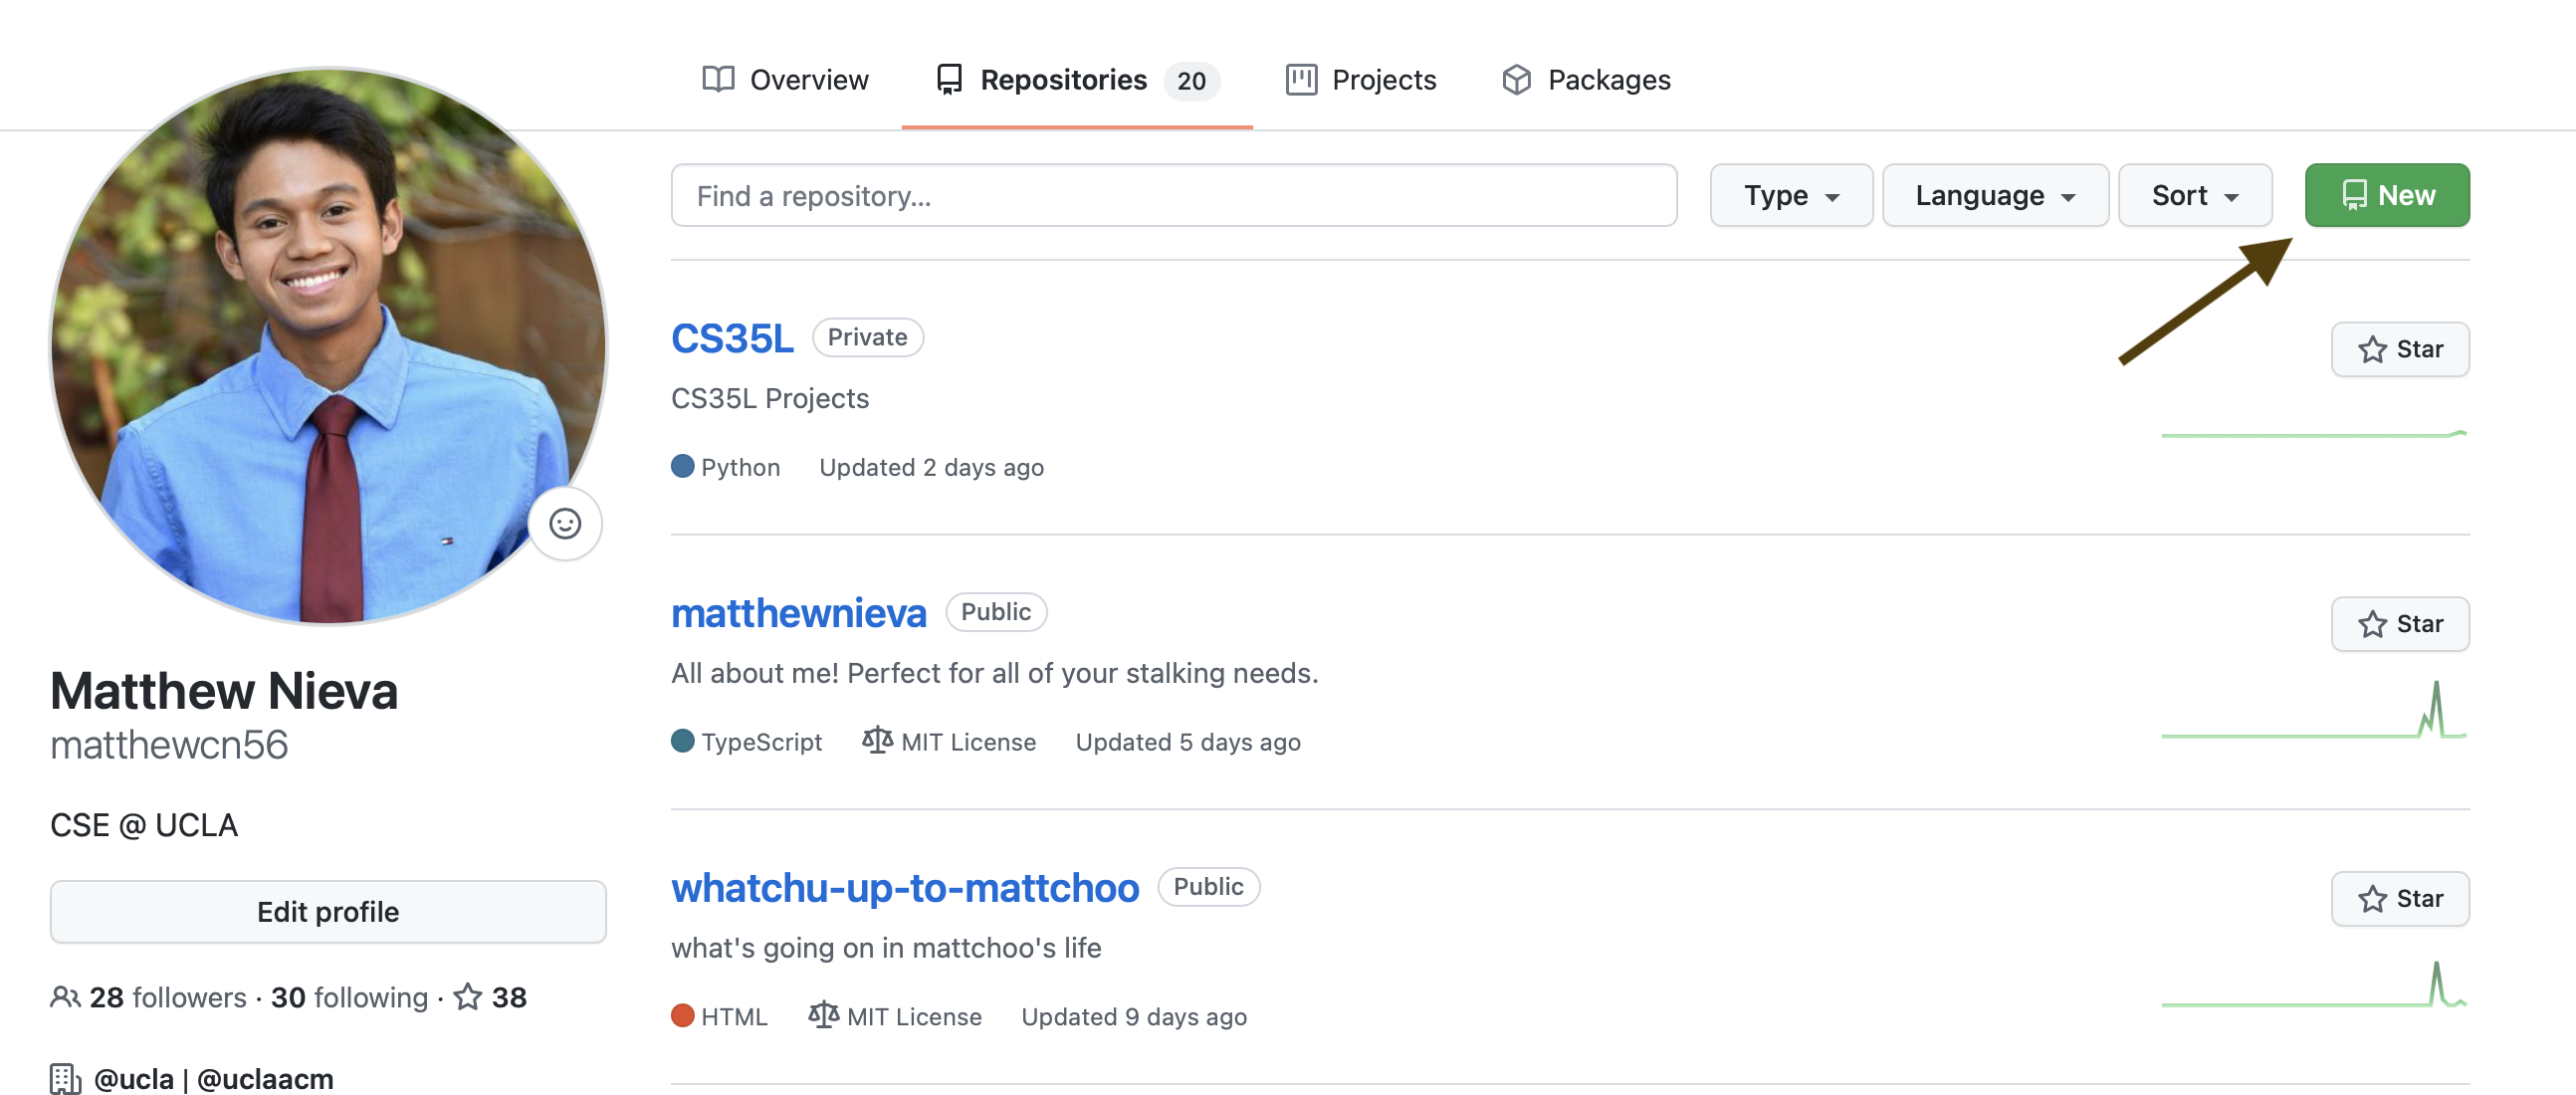 Overview Repositories 20 Projects Packages
Find a repository... Type Language Sort New
CS35L Private
Star
CS35L Projects
Python Updated 2 days ago
matthewnieva Public
Star
All about me! Perfect for all of your stalking needs.
TypeScript MIT License Updated 5 days ago
whatchu-up-to-mattchoo Public
Star
what's going on in mattchoo's life
HTML MIT License Updated 9 days ago
Matthew Nieva
matthewcn56
CSE @ UCLA
Edit profile
28 followers · 30 following · 38
@ucla | @uclaacm